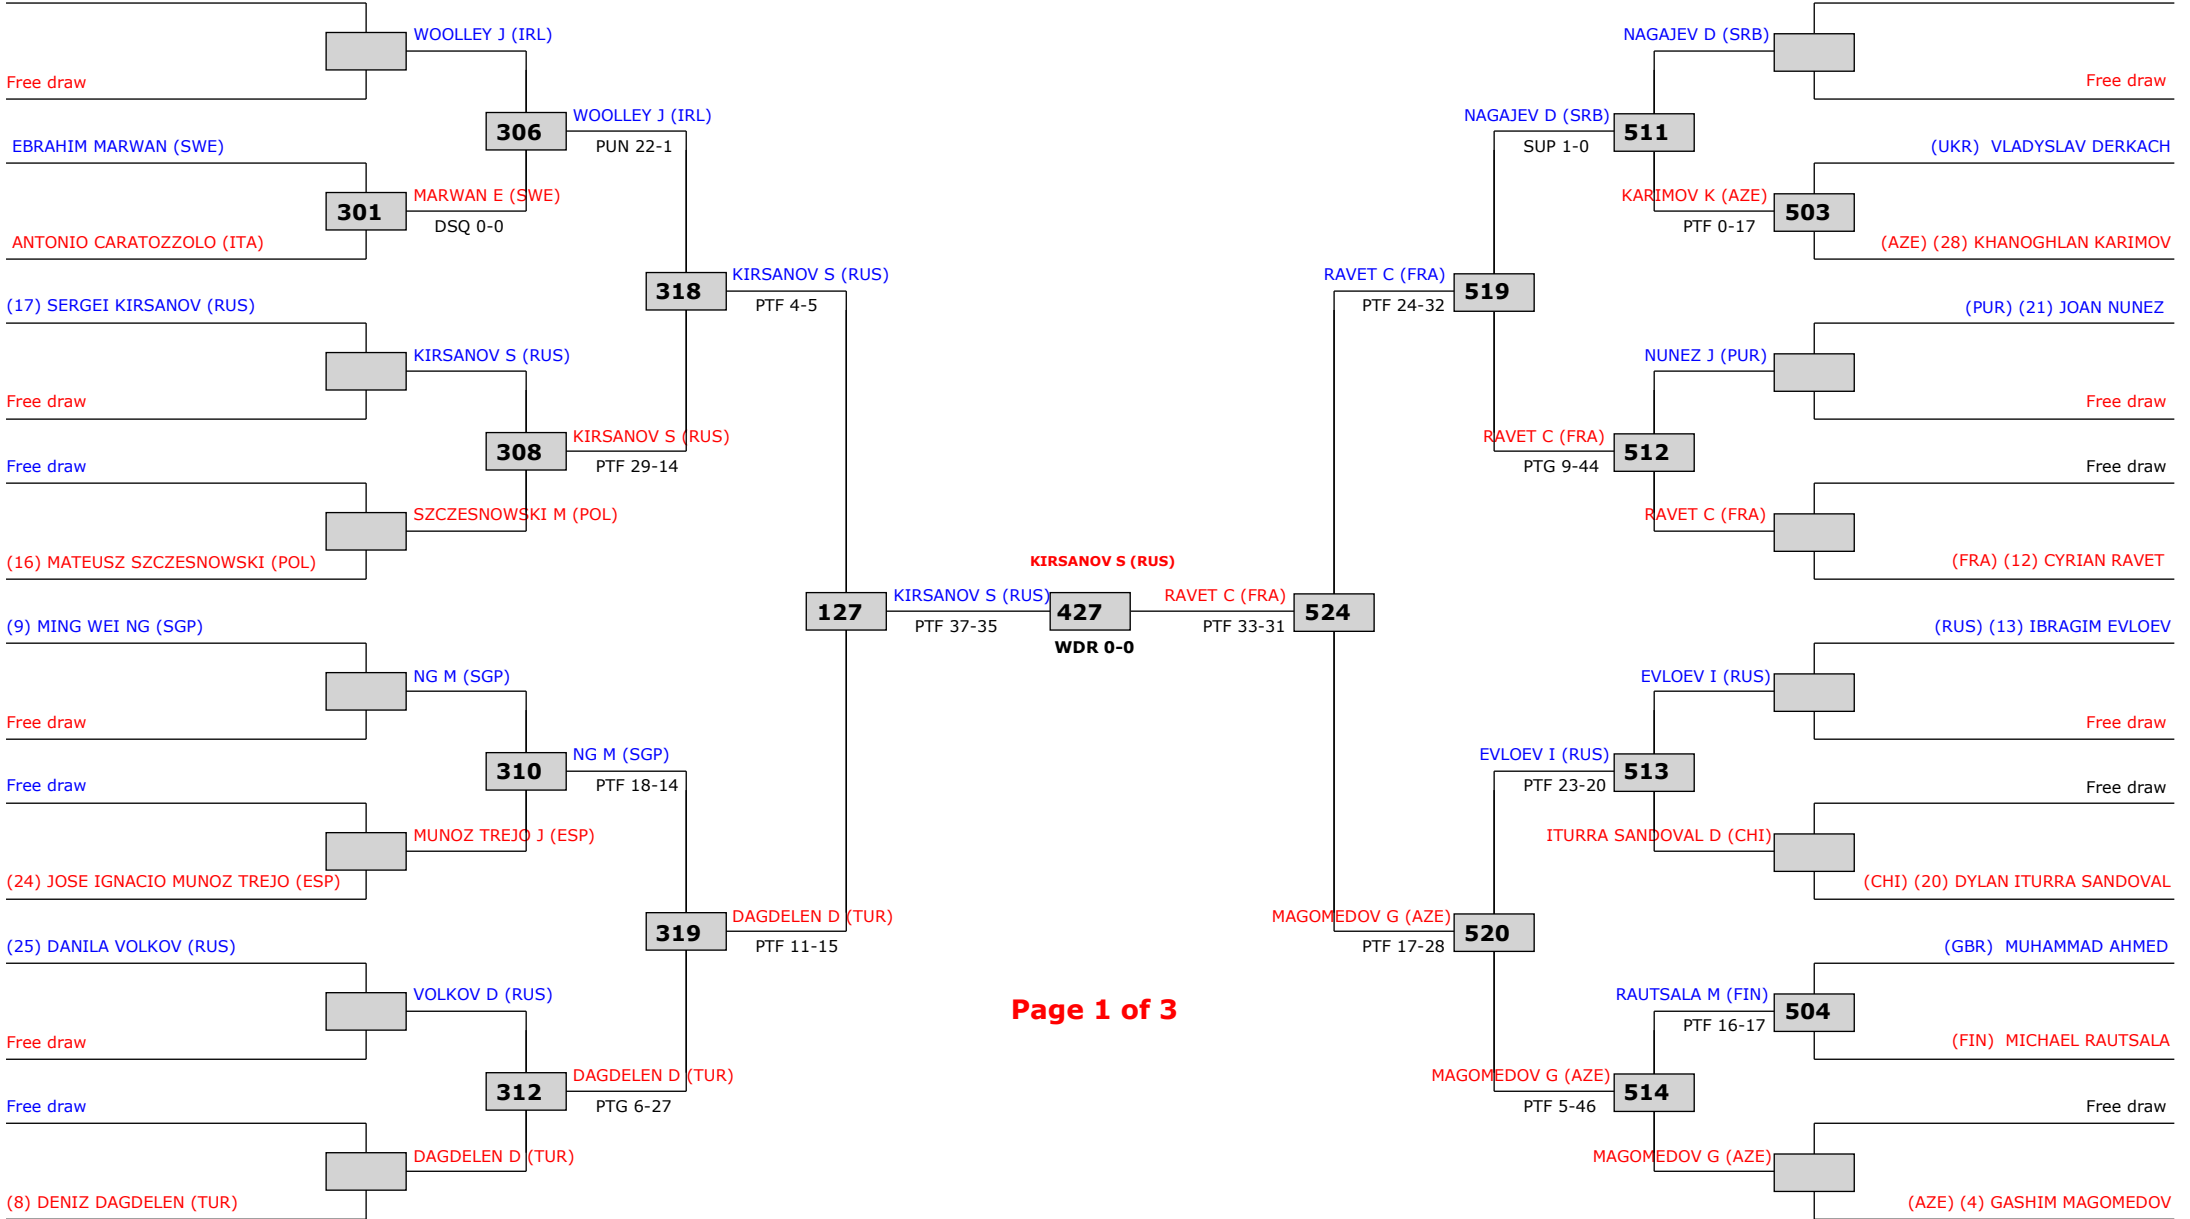 WOOLLEY J (IRL)
Free draw
306
WOOLLEY J (IRL)
PUN 22-1
EBRAHIM MARWAN (SWE)
301
MARWAN E (SWE)
DSQ 0-0
ANTONIO CARATOZZOLO (ITA)
318
KIRSANOV S (RUS)
PTF 4-5
(17) SERGEI KIRSANOV (RUS)
KIRSANOV S (RUS)
Free draw
308
KIRSANOV S (RUS)
PTF 29-14
Free draw
SZCZESNOWSKI M (POL)
(16) MATEUSZ SZCZESNOWSKI (POL)
127
KIRSANOV S (RUS)
PTF 37-35
(9) MING WEI NG (SGP)
NG M (SGP)
Free draw
310
NG M (SGP)
PTF 18-14
Free draw
MUNOZ TREJO J (ESP)
(24) JOSE IGNACIO MUNOZ TREJO (ESP)
319
DAGDELEN D (TUR)
PTF 11-15
(25) DANILA VOLKOV (RUS)
VOLKOV D (RUS)
Free draw
312
DAGDELEN D (TUR)
PTG 6-27
Free draw
DAGDELEN D (TUR)
(8) DENIZ DAGDELEN (TUR)
KIRSANOV S (RUS)
427
WDR 0-0
Page 1 of 3
NAGAJEV D (SRB)
Free draw
NAGAJEV D (SRB)
511
SUP 1-0
(UKR) VLADYSLAV DERKACH
KARIMOV K (AZE)
503
PTF 0-17
(AZE) (28) KHANOGHLAN KARIMOV
RAVET C (FRA)
519
PTF 24-32
(PUR) (21) JOAN NUNEZ
NUNEZ J (PUR)
Free draw
RAVET C (FRA)
512
PTG 9-44
Free draw
RAVET C (FRA)
(FRA) (12) CYRIAN RAVET
RAVET C (FRA)
524
PTF 33-31
(RUS) (13) IBRAGIM EVLOEV
EVLOEV I (RUS)
Free draw
EVLOEV I (RUS)
513
PTF 23-20
Free draw
ITURRA SANDOVAL D (CHI)
(CHI) (20) DYLAN ITURRA SANDOVAL
MAGOMEDOV G (AZE)
520
PTF 17-28
(GBR) MUHAMMAD AHMED
RAUTSALA M (FIN)
504
PTF 16-17
(FIN) MICHAEL RAUTSALA
MAGOMEDOV G (AZE)
514
PTF 5-46
Free draw
MAGOMEDOV G (AZE)
(AZE) (4) GASHIM MAGOMEDOV